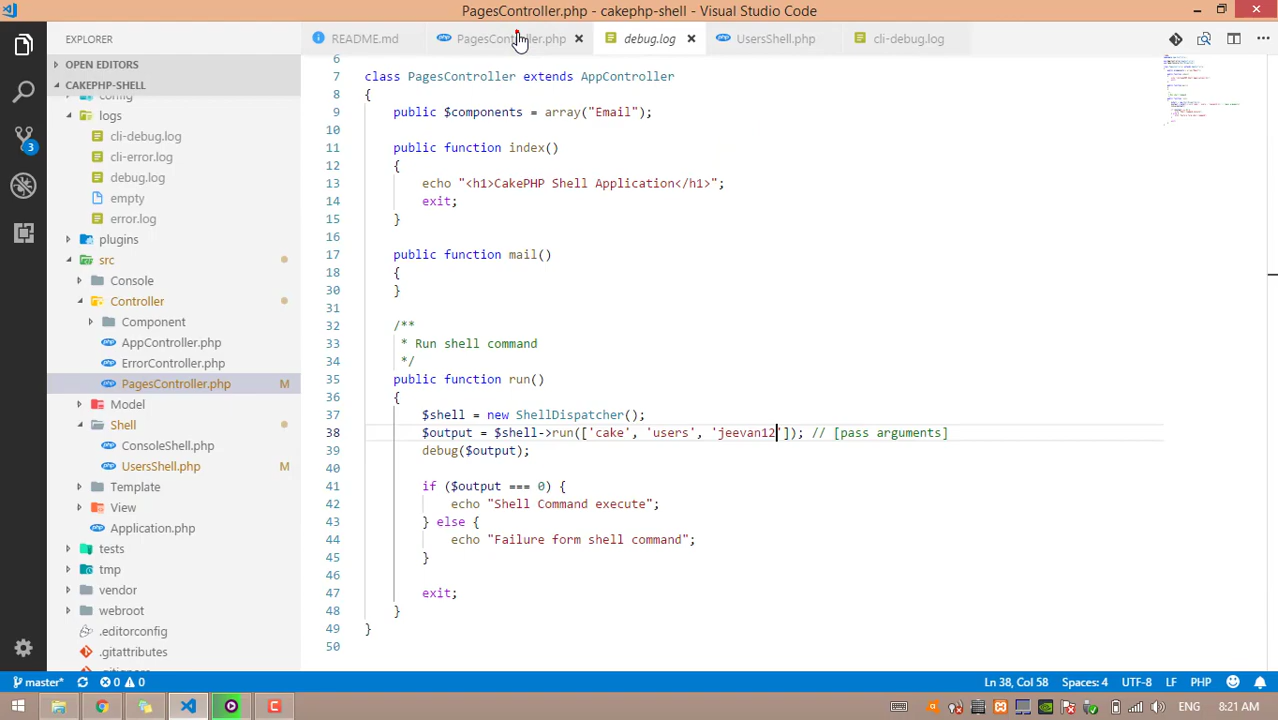 PagesController.php - cakephp-shell - Visual Studio Code
EXPLORER
README.md
PagesController.php
debug.log
UsersShell.php
cli-debug.log
OPEN EDITORS
CAKEPHP-SHELL
config
logs
cli-debug.log
cli-error.log
debug.log
empty
error.log
plugins
src
Console
Controller
Component
AppController.php
ErrorController.php
PagesController.php M
Model
Shell
ConsoleShell.php
UsersShell.php M
Template
View
Application.php
tests
tmp
vendor
webroot
.editorconfig
.gitattributes
.gitignore
3
6
7 class PagesController extends AppController
8 {
9 public $components = array("Email");
10
11 public function index()
12 {
13 echo "<h1>CakePHP Shell Application</h1>";
14 exit;
15 }
16
17 public function mail()
18 {
30 }
31
32 /**
33 * Run shell command
34 */
35 public function run()
36 {
37 $shell = new ShellDispatcher();
38 $output = $shell->run(['cake', 'users', 'jeevan12']); // [pass arguments]
39 debug($output);
40
41 if ($output === 0) {
42 echo "Shell Command execute";
43 } else {
44 echo "Failure form shell command";
45 }
46
47 exit;
48 }
49 }
50
master* 0 0
Ln 38, Col 58 Spaces: 4 UTF-8 LF PHP
ENG 8:21 AM